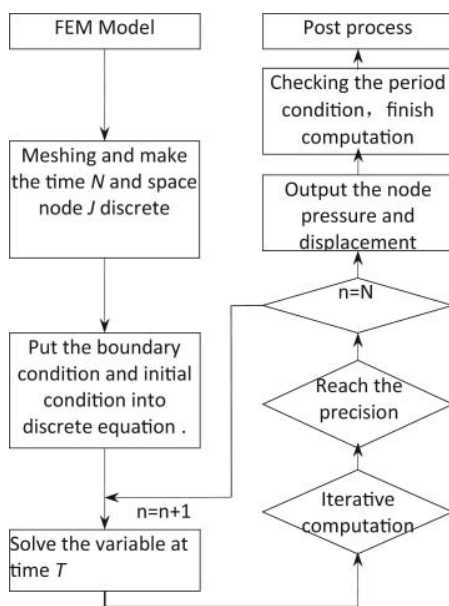 FEM Model
Meshing and make
the time N and space
node J discrete
Put the boundary
condition and initial
condition into
discrete equation .
n=n+1
Solve the variable at
time T
Iterative
computation
Reach the
precision
n=N
Output the node
pressure and
displacement
Checking the period
condition，finish
computation
Post process